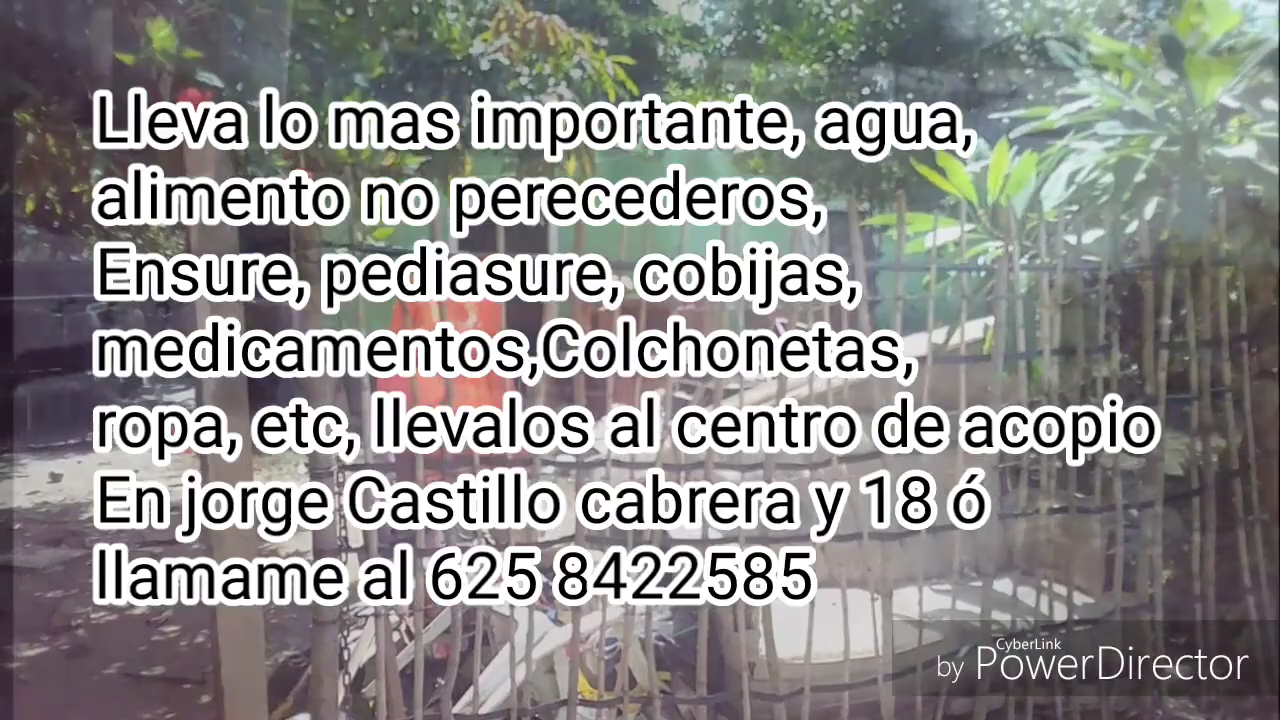 Lleva lo mas importante, agua,
alimento no perecederos,
Ensure, pediasure, cobijas,
medicamentos,Colchonetas,
ropa, etc, llevalos al centro de acopio
En jorge Castillo cabrera y 18 ó
llamame al 625 8422585
CyberLink
by PowerDirector